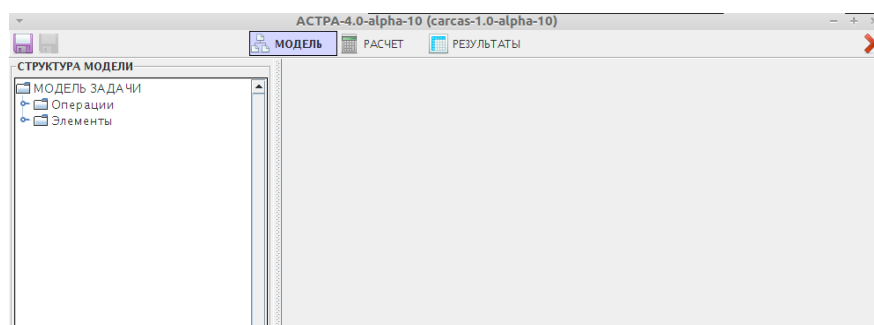 АСТРА-4.0-alpha-10 (carcas-1.0-alpha-10)
МОДЕЛЬ РАСЧЕТ РЕЗУЛЬТАТЫ
СТРУКТУРА МОДЕЛИ
МОДЕЛЬ ЗАДАЧИ
Операции
Элементы